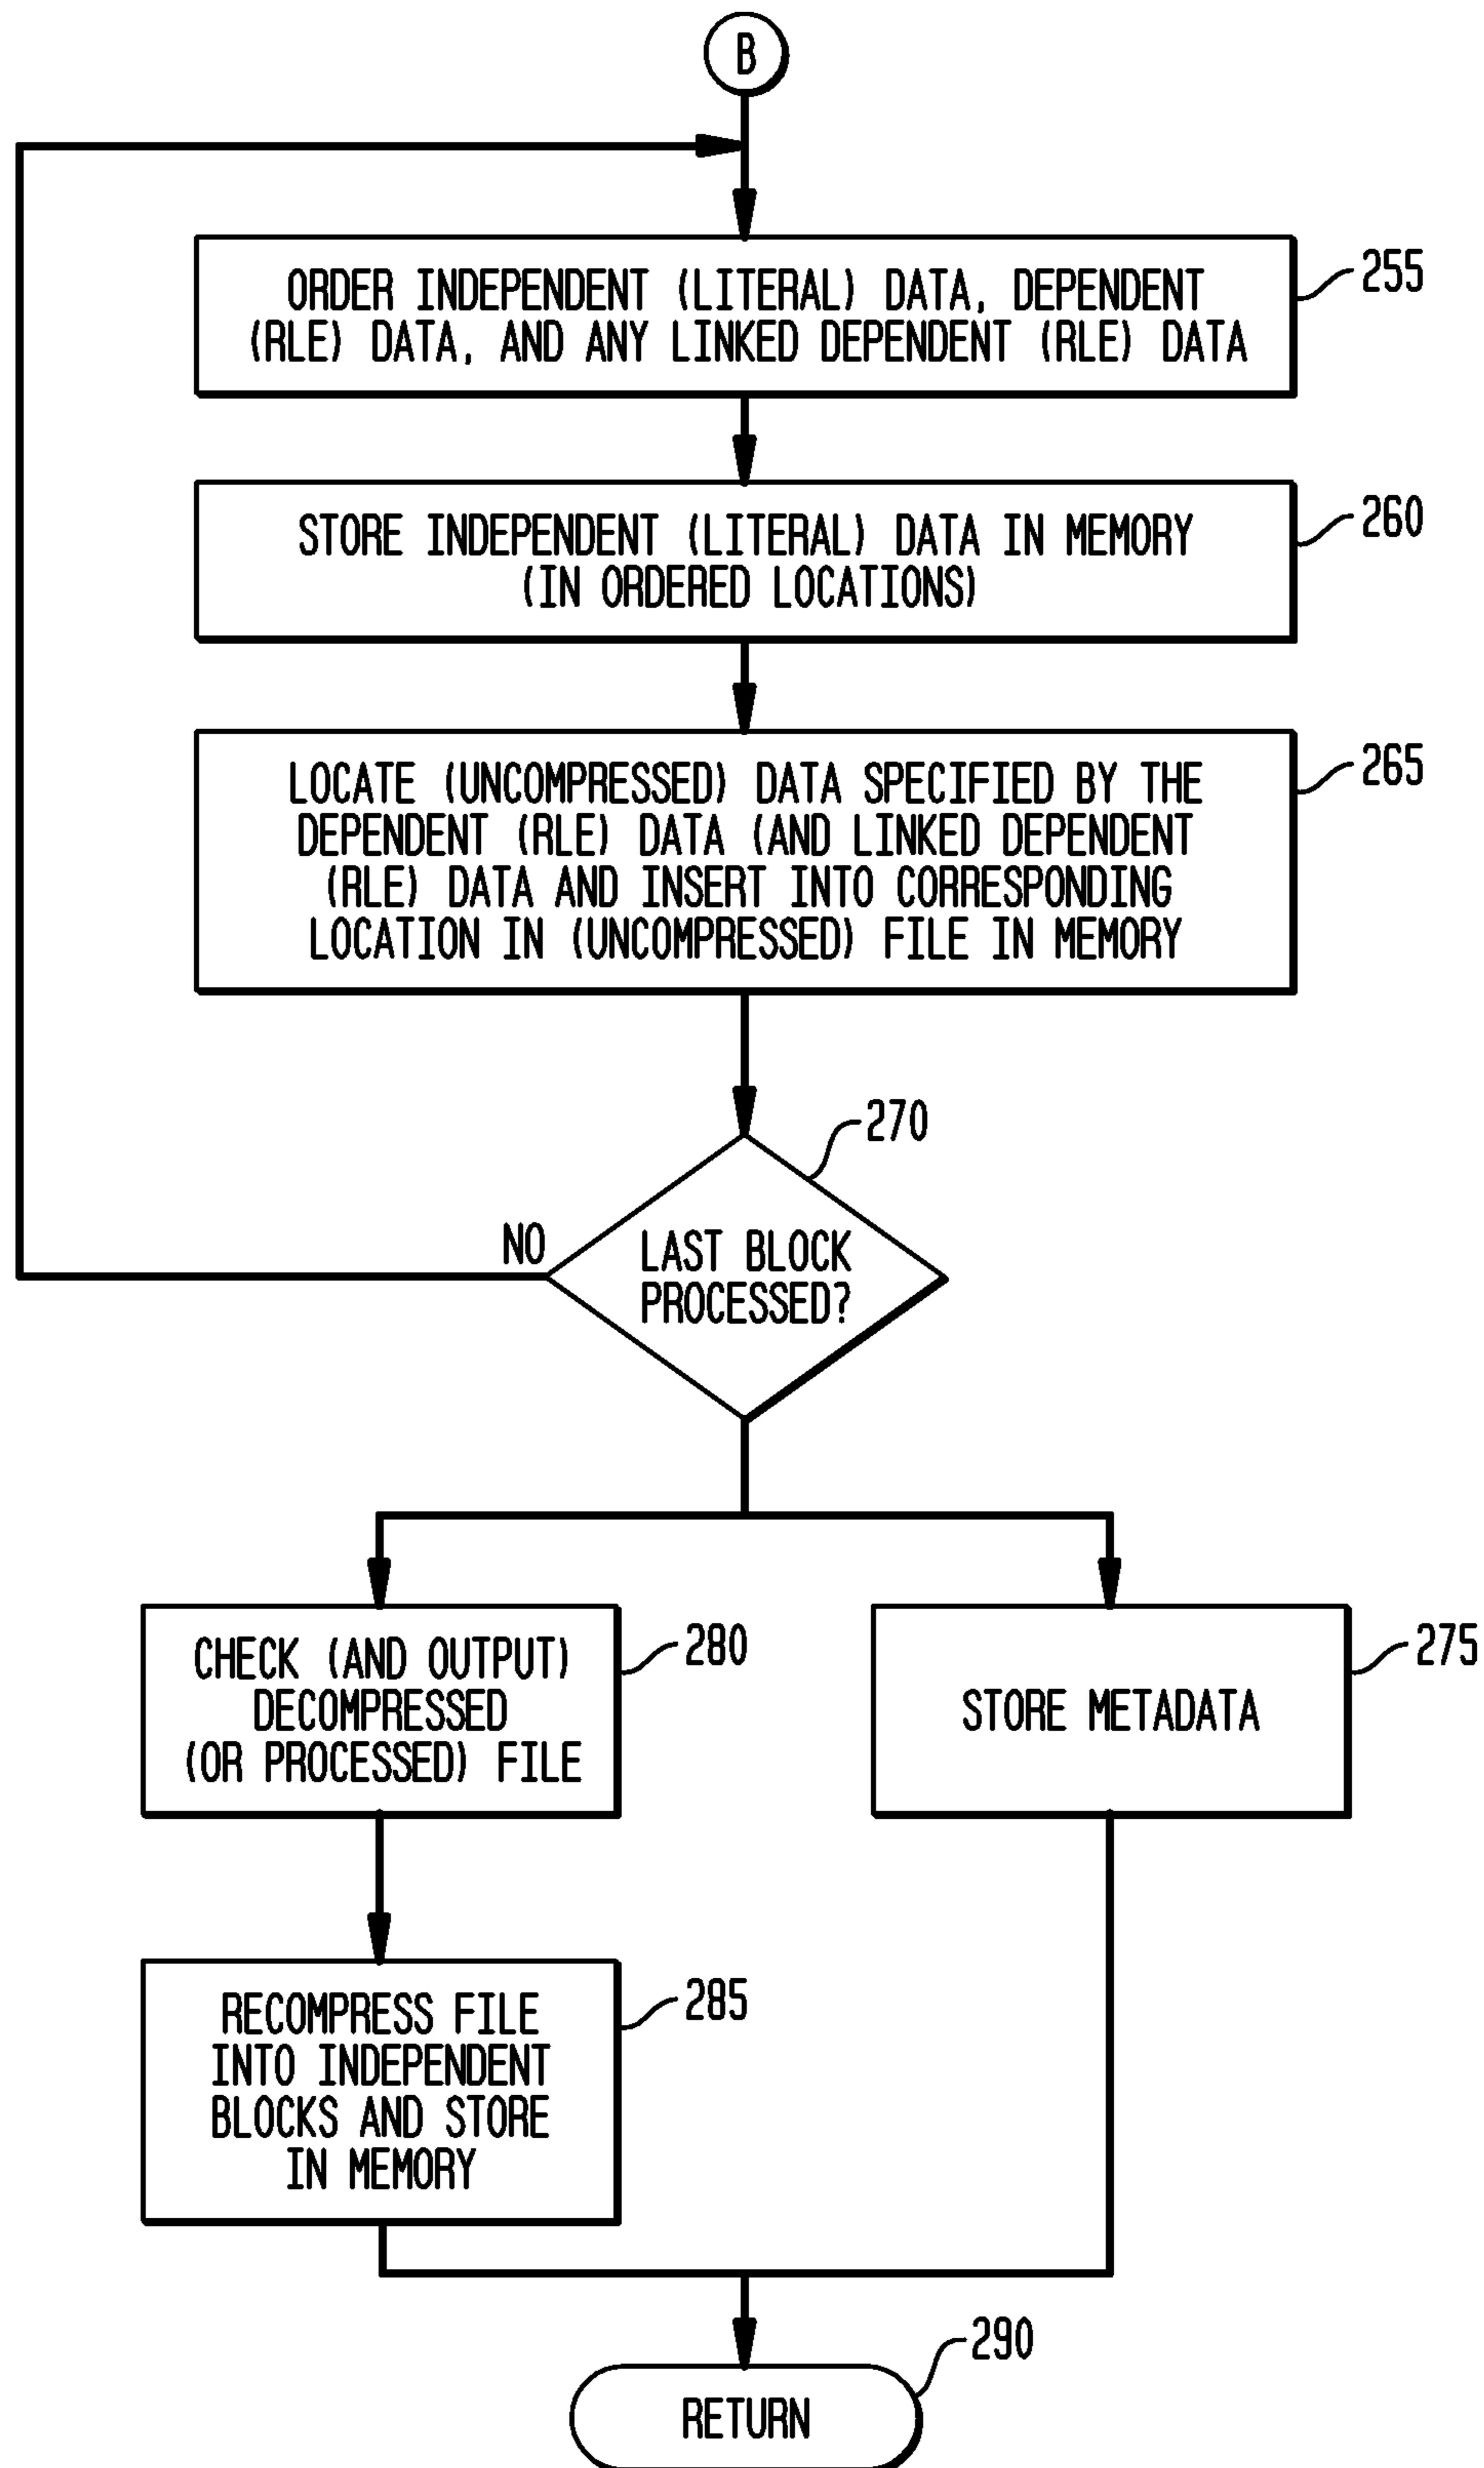 B
ORDER INDEPENDENT (LITERAL) DATA, DEPENDENT
(RLE) DATA, AND ANY LINKED DEPENDENT (RLE) DATA
255
STORE INDEPENDENT (LITERAL) DATA IN MEMORY
(IN ORDERED LOCATIONS)
260
LOCATE (UNCOMPRESSED) DATA SPECIFIED BY THE
DEPENDENT (RLE) DATA (AND LINKED DEPENDENT
(RLE) DATA AND INSERT INTO CORRESPONDING
LOCATION IN (UNCOMPRESSED) FILE IN MEMORY
265
270
NO
LAST BLOCK
PROCESSED?
CHECK (AND OUTPUT)
DECOMPRESSED
(OR PROCESSED) FILE
280
STORE METADATA
275
RECOMPRESS FILE
INTO INDEPENDENT
BLOCKS AND STORE
IN MEMORY
285
290
RETURN